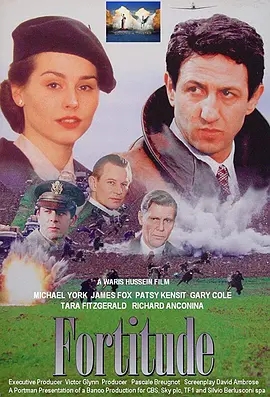 A WARIS HUSSEIN FILM
MICHAEL YORK JAMES FOX PATSY KENSIT GARY COLE
TARA FITZGERALD RICHARD ANCONINA
Fortitude
Executive Producer Victor Glynn Producer Pascale Breugnot Screenplay David Ambrose
A Portman Presentation of a Banco Production for CBS, Sky plc, TF1 and Silvio Berlusconi spa